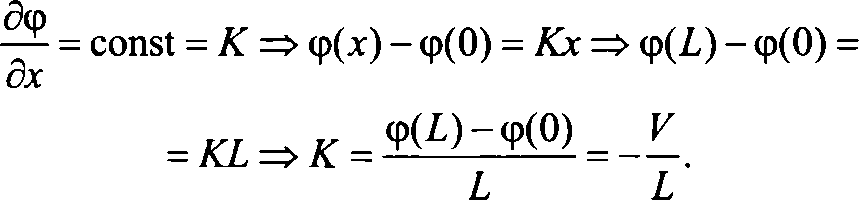 ∂φ/∂x = const = K ⇒ φ(x) – φ(0) = Kx ⇒ φ(L) – φ(0) =
= KL ⇒ K = (φ(L) – φ(0))/L = –V/L.